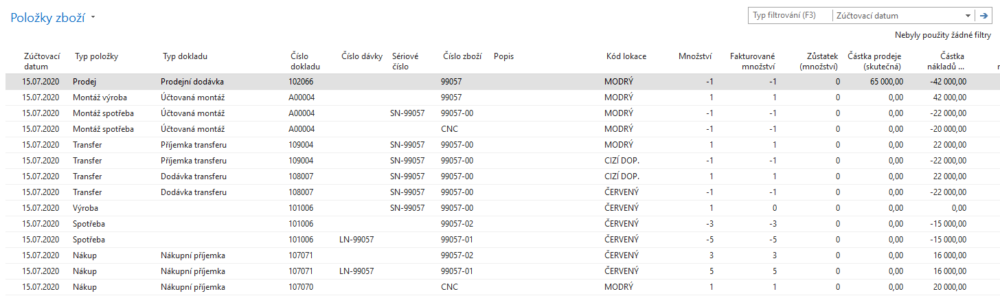 Položky zboží
Typ filtrování (F3) Zúčtovací datum
Nebyly použity žádné filtry
Zúčtovací datum Typ položky Typ dokladu Číslo dokladu Číslo dávky Sériové číslo Číslo zboží Popis Kód lokace Množství Fakturované množství Zůstatek (množství) Částka prodeje (skutečná) Částka nákladů ...
15.07.2020 Prodej Prodejní dodávka 102066 99057 MODRÝ -1 -1 0 65 000,00 -42 000,00
15.07.2020 Montáž výroba Účtovaná montáž A00004 99057 MODRÝ 1 1 0 0,00 42 000,00
15.07.2020 Montáž spotřeba Účtovaná montáž A00004 SN-99057 99057-00 MODRÝ -1 -1 0 0,00 -22 000,00
15.07.2020 Montáž spotřeba Účtovaná montáž A00004 CNC MODRÝ -1 -1 0 0,00 -20 000,00
15.07.2020 Transfer Příjemka transferu 109004 SN-99057 99057-00 MODRÝ 1 1 0 0,00 22 000,00
15.07.2020 Transfer Příjemka transferu 109004 SN-99057 99057-00 CIZÍ DOP. -1 -1 0 0,00 -22 000,00
15.07.2020 Transfer Dodávka transferu 108007 SN-99057 99057-00 CIZÍ DOP. 1 1 0 0,00 22 000,00
15.07.2020 Transfer Dodávka transferu 108007 SN-99057 99057-00 ČERVENÝ -1 -1 0 0,00 -22 000,00
15.07.2020 Výroba 101006 SN-99057 99057-00 ČERVENÝ 1 0 0 0,00 0,00
15.07.2020 Spotřeba 101006 99057-02 ČERVENÝ -3 -3 0 0,00 -15 000,00
15.07.2020 Spotřeba 101006 LN-99057 99057-01 ČERVENÝ -5 -5 0 0,00 -15 000,00
15.07.2020 Nákup Nákupní příjemka 107071 99057-02 ČERVENÝ 3 3 0 0,00 16 000,00
15.07.2020 Nákup Nákupní příjemka 107071 LN-99057 99057-01 ČERVENÝ 5 5 0 0,00 16 000,00
15.07.2020 Nákup Nákupní příjemka 107070 CNC MODRÝ 1 1 0 0,00 20 000,00